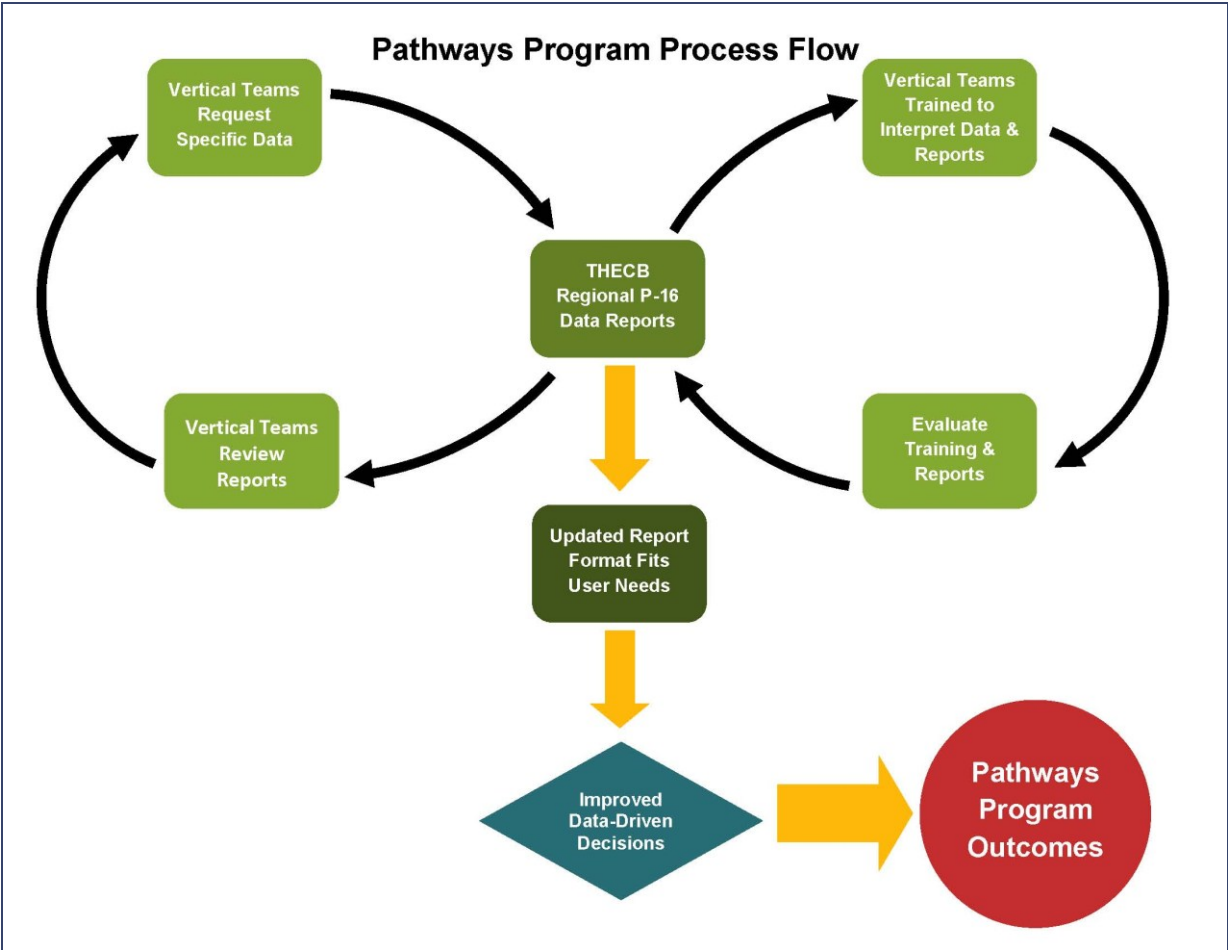 Pathways Program Process Flow
Vertical Teams
Request
Specific Data
Vertical Teams
Trained to
Interpret Data &
Reports
THECB
Regional P-16
Data Reports
Vertical Teams
Review
Reports
Evaluate
Training &
Reports
Updated Report
Format Fits
User Needs
Improved
Data-Driven
Decisions
Pathways
Program
Outcomes